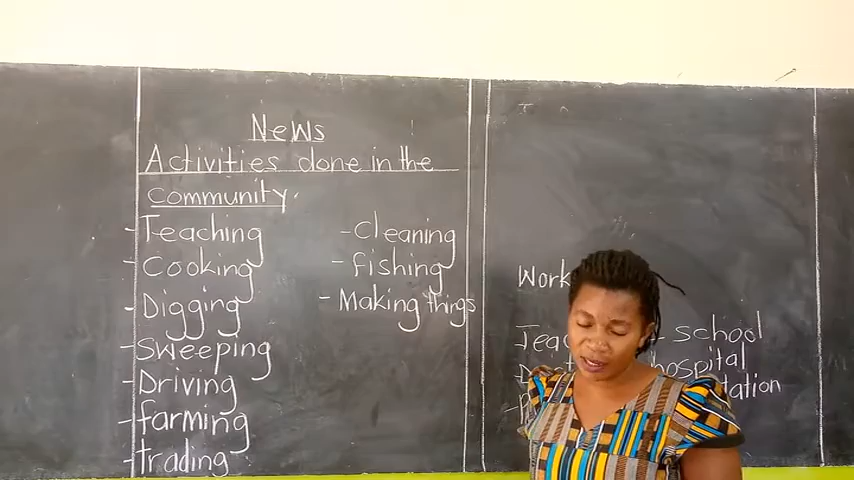 News
Activities done in the
community.
- Teaching
- Cooking
- Digging
- Sweeping
- Driving
- farming
- trading
- cleaning
- fishing
- Making things
Work
- school
hospital